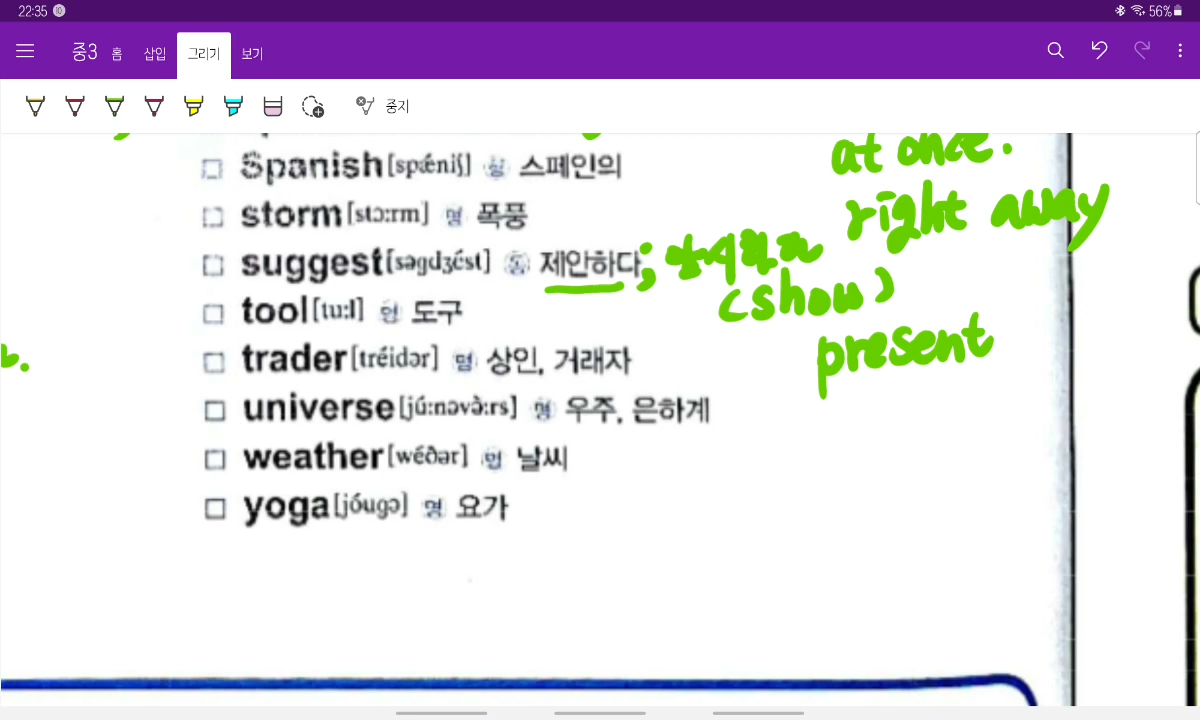 22:35 56%
중3 홈 삽입 그리기 보기
중지
at once.
right away
Spanish [spǽniʃ] 형 스페인의
storm [stɔːrm] 명 폭풍
suggest [səgdʒést] 동 제안하다;
(show)
present
tool [tuːl] 명 도구
trader [tréidər] 명 상인, 거래자
universe [júːnəvə̀ːrs] 명 우주, 은하계
weather [wéðər] 명 날씨
yoga [jóugə] 명 요가